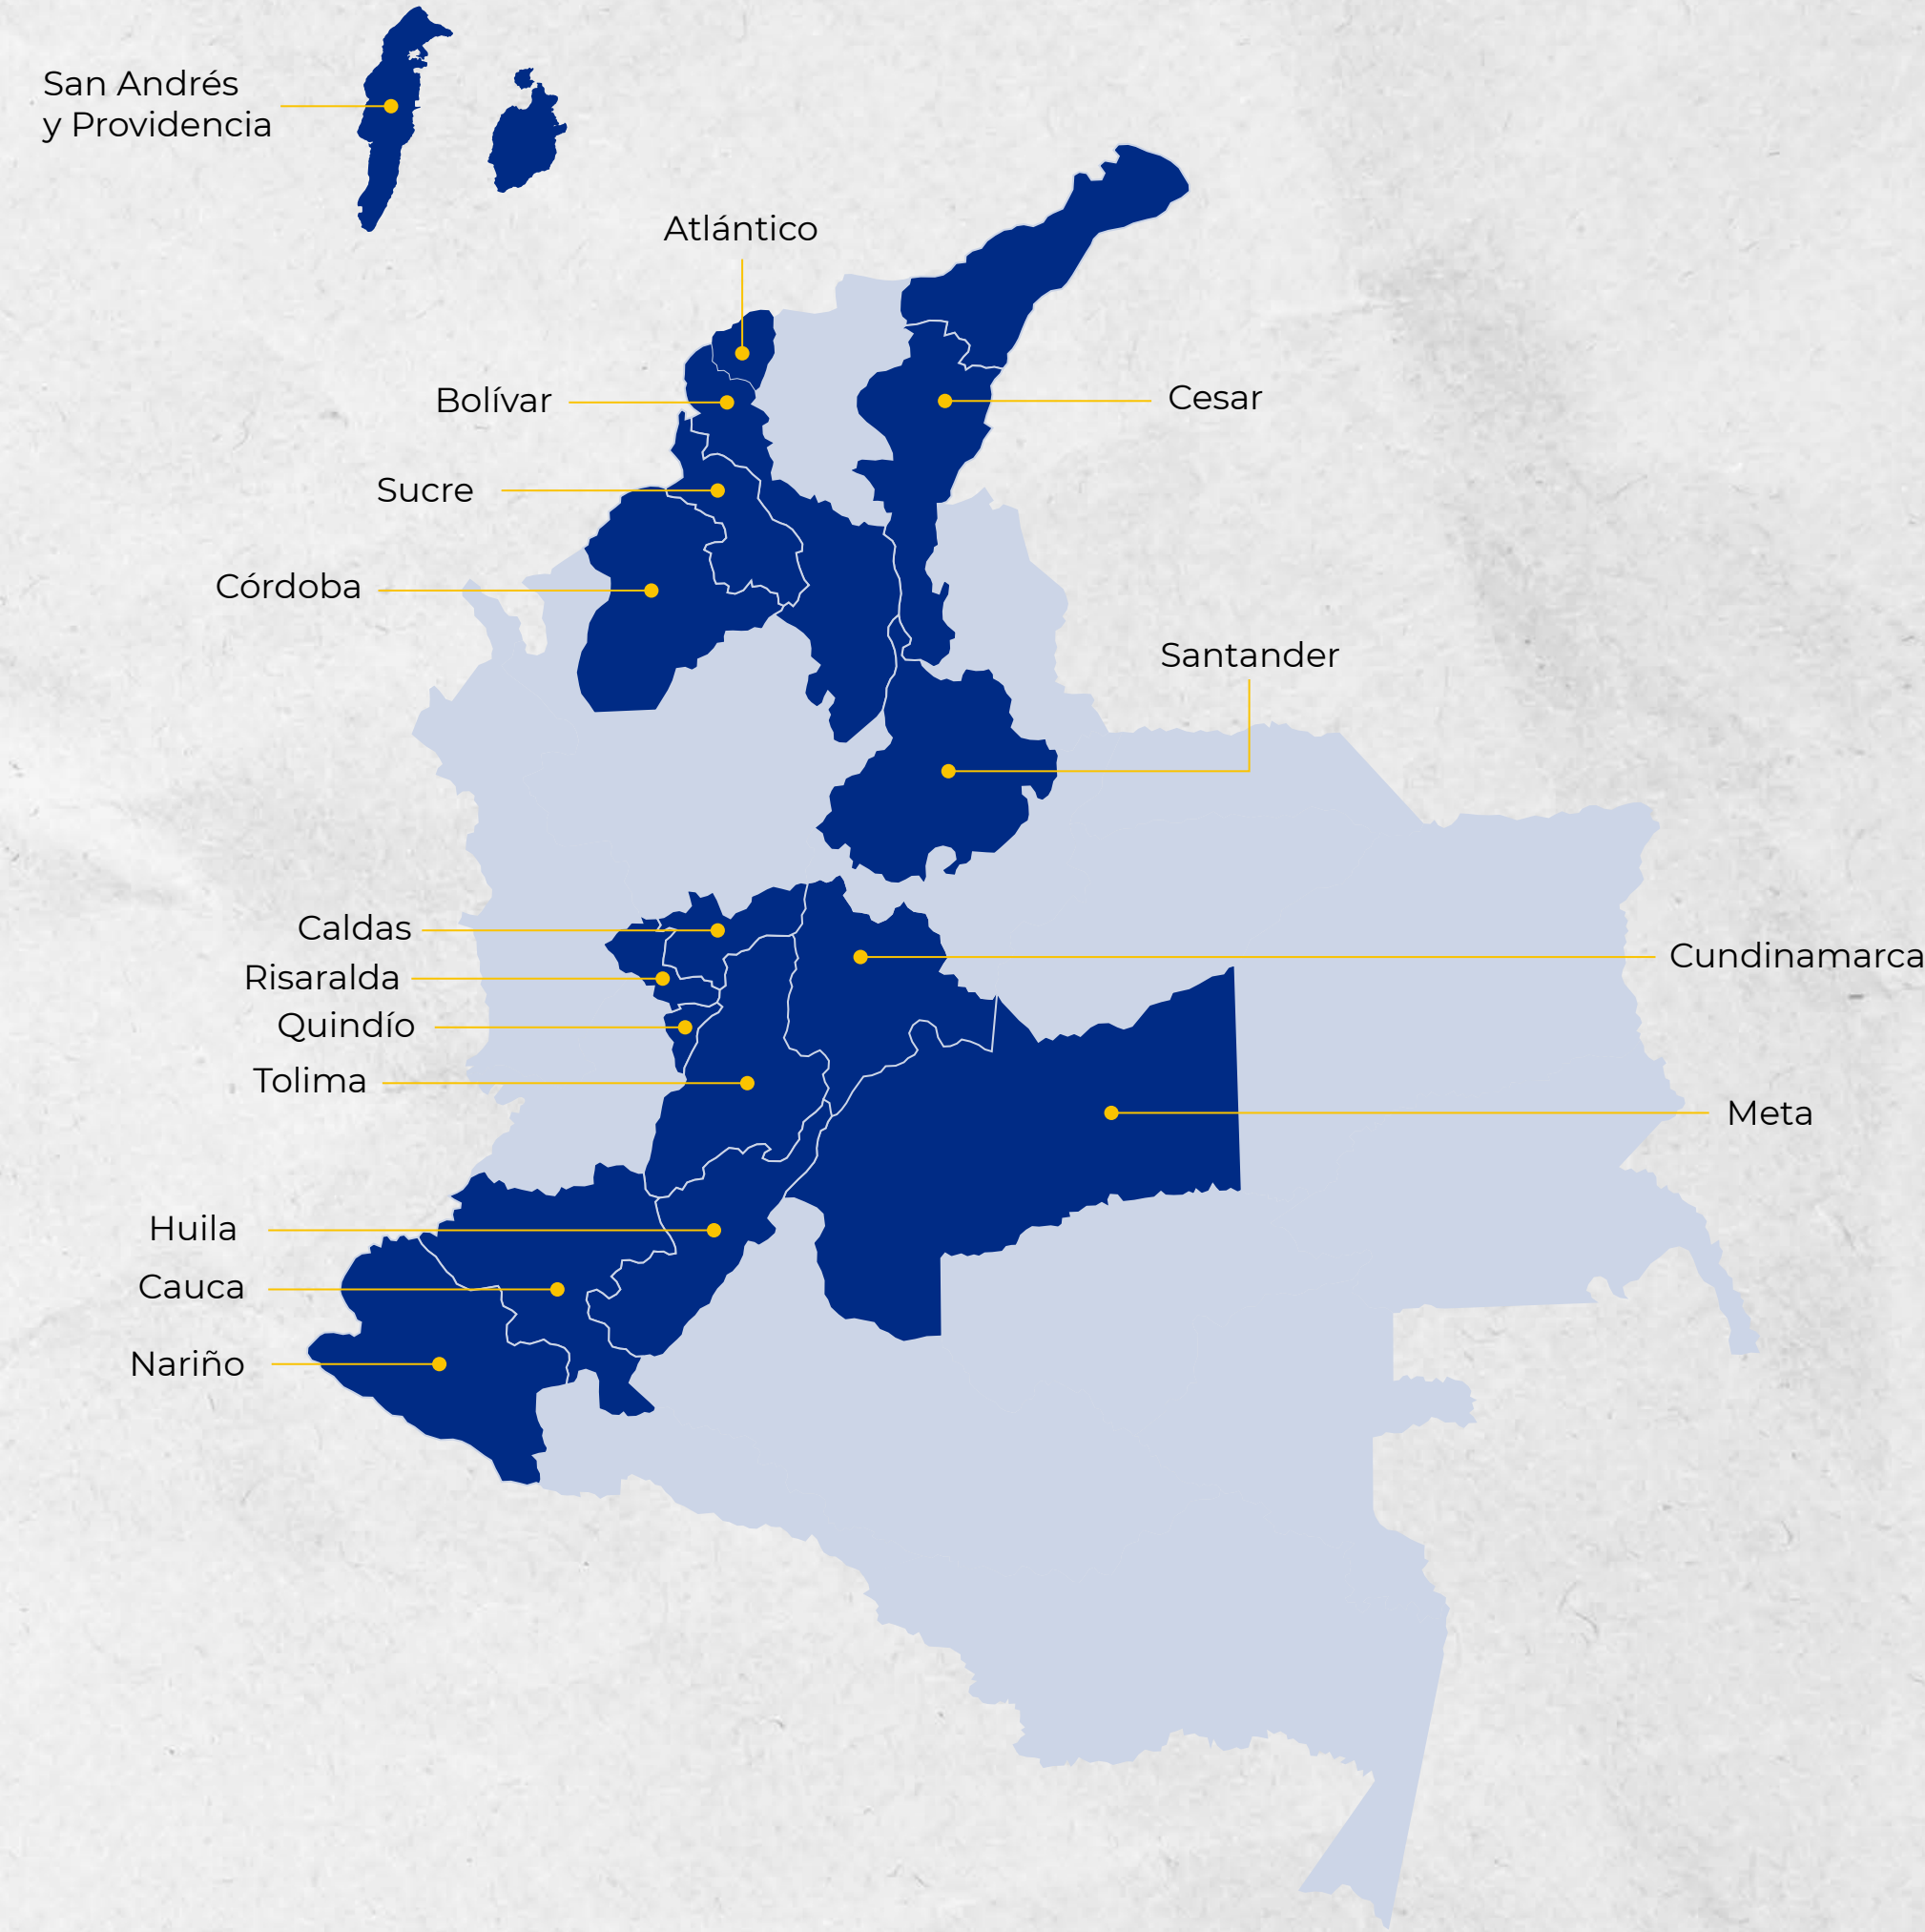 San Andrés
y Providencia
Atlántico
Bolívar
Cesar
Sucre
Córdoba
Santander
Caldas
Cundinamarca
Risaralda
Quindío
Tolima
Meta
Huila
Cauca
Nariño